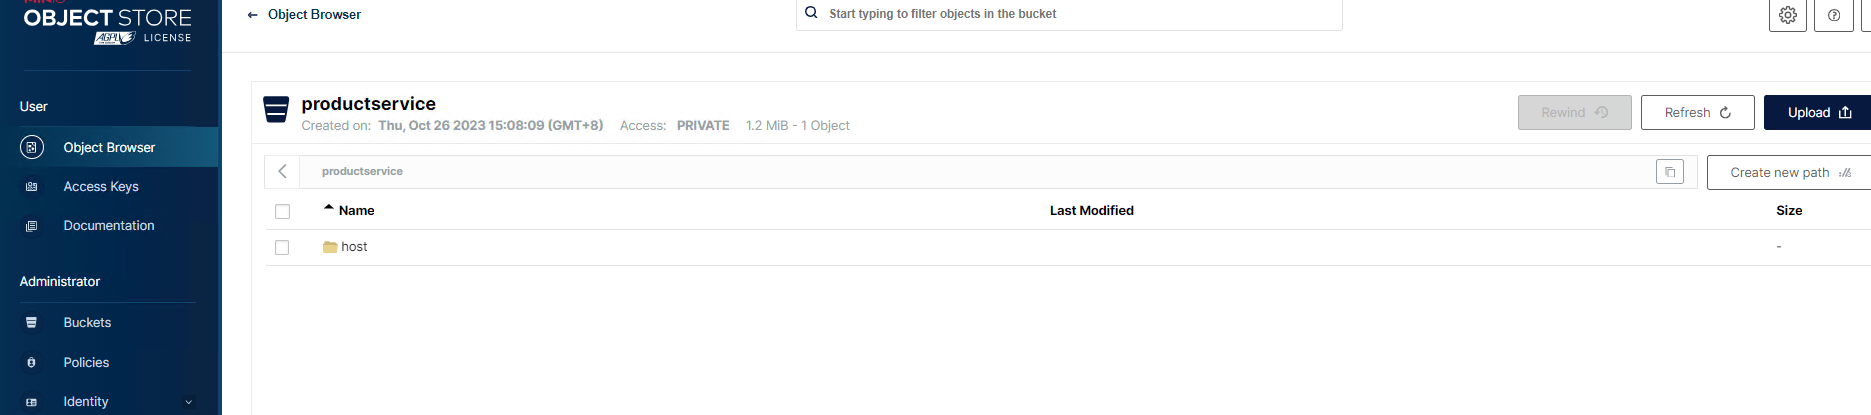 OBJECT STORE
AGPL LICENSE
User
Object Browser
Access Keys
Documentation
Administrator
Buckets
Policies
Identity
← Object Browser
Start typing to filter objects in the bucket
productservice
Created on: Thu, Oct 26 2023 15:08:09 (GMT+8) Access: PRIVATE 1.2 MiB - 1 Object
Rewind
Refresh
Upload
productservice
Create new path
Name Last Modified Size
host -